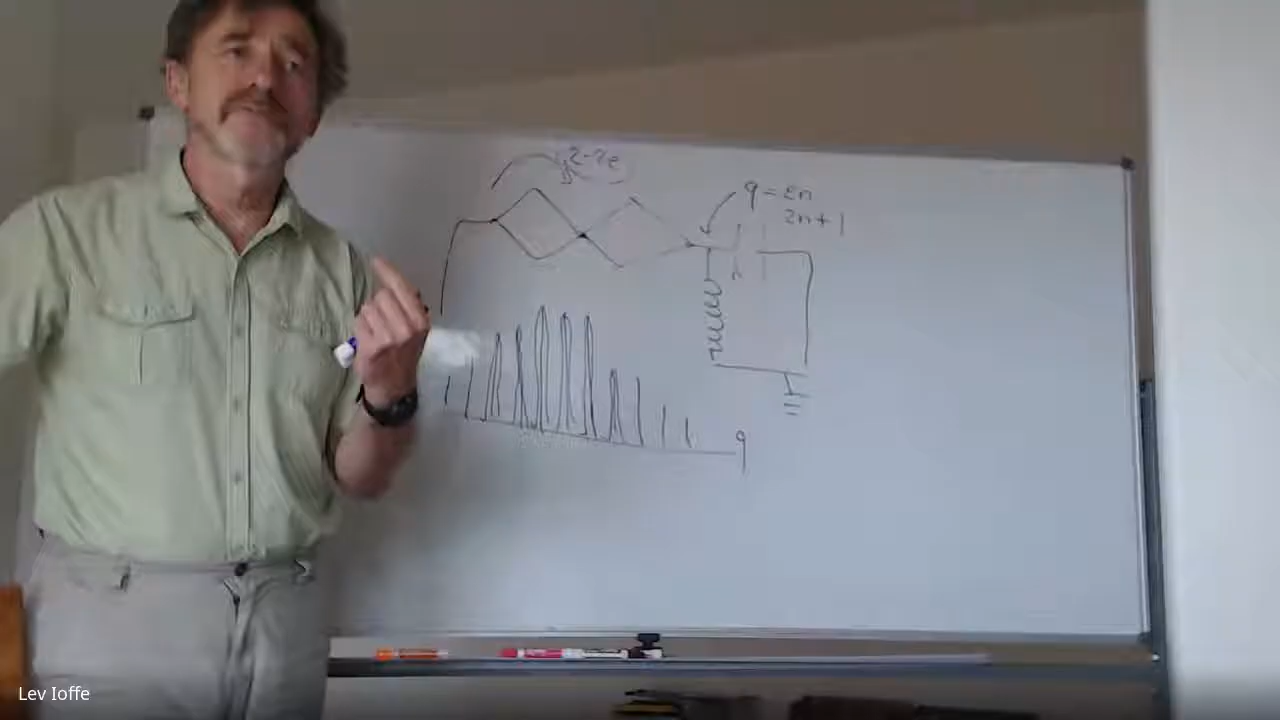 2-2e
q = 2n
2n+1
q
Lev Ioffe